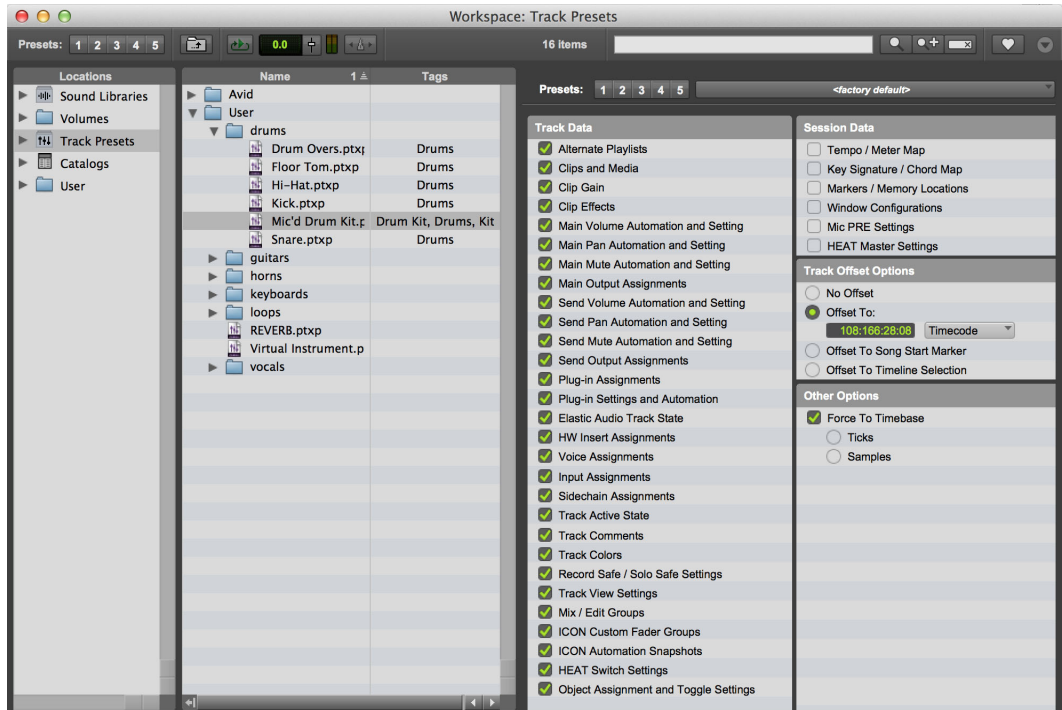 Workspace: Track Presets
Presets: 1 2 3 4 5
0.0
16 items
Locations
Sound Libraries
Volumes
Track Presets
Catalogs
User
Name 1 Tags
Avid
User
drums
Drum Overs.ptxp Drums
Floor Tom.ptxp Drums
Hi-Hat.ptxp Drums
Kick.ptxp Drums
Mic'd Drum Kit.p Drum Kit, Drums, Kit
Snare.ptxp Drums
guitars
horns
keyboards
loops
REVERB.ptxp
Virtual Instrument.p
vocals
Presets: 1 2 3 4 5 <factory default>
Track Data
Alternate Playlists
Clips and Media
Clip Gain
Clip Effects
Main Volume Automation and Setting
Main Pan Automation and Setting
Main Mute Automation and Setting
Main Output Assignments
Send Volume Automation and Setting
Send Pan Automation and Setting
Send Mute Automation and Setting
Send Output Assignments
Plug-in Assignments
Plug-in Settings and Automation
Elastic Audio Track State
HW Insert Assignments
Voice Assignments
Input Assignments
Sidechain Assignments
Track Active State
Track Comments
Track Colors
Record Safe / Solo Safe Settings
Track View Settings
Mix / Edit Groups
ICON Custom Fader Groups
ICON Automation Snapshots
HEAT Switch Settings
Object Assignment and Toggle Settings
Session Data
Tempo / Meter Map
Key Signature / Chord Map
Markers / Memory Locations
Window Configurations
Mic PRE Settings
HEAT Master Settings
Track Offset Options
No Offset
Offset To:
108:166:28:08 Timecode
Offset To Song Start Marker
Offset To Timeline Selection
Other Options
Force To Timebase
Ticks
Samples